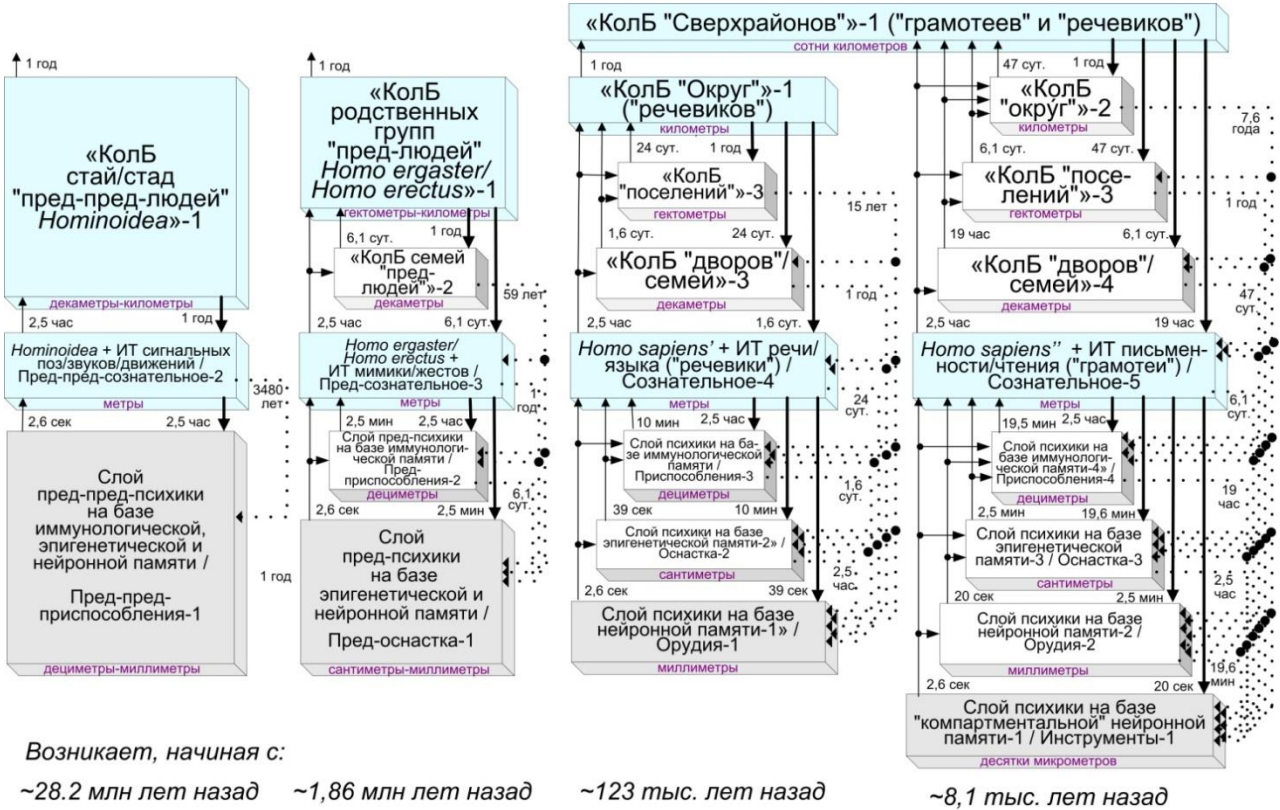 «КолБ "Сверхрайонов"»-1 ("грамотеев" и "речевиков")
сотни километров
1 год
«КолБ
стай/стад
"пред-пред-людей"
Hominoidea»-1
декаметры-километры
2,5 час
1 год
Hominoidea + ИТ сигнальных
поз/звуков/движений /
Пред-пред-сознательное-2
метры
3480
лет
2,6 сек
2,5 час
Слой
пред-пред-психики
на базе
иммунологической,
эпигенетической и
нейронной памяти /
Пред-пред-
приспособления-1
дециметры-миллиметры
1 год
1 год
«КолБ
родственных
групп
"пред-людей"
Homo ergaster/
Homo erectus»-1
гектометры-километры
6,1 сут.
1 год
«КолБ семей
"пред-
людей"»-2
декаметры
59 лет
2,5 час
6,1 сут.
Homo ergaster/
Homo erectus +
ИТ мимики/жестов /
Пред-сознательное-3
метры
1
год
2,5 мин
2,5 час
Слой пред-психики
на базе иммунологи-
ческой памяти /
Пред-
приспособления-2
дециметры
6,1
сут.
2,6 сек
2,5 мин
Слой
пред-психики
на базе
эпигенетической и
нейронной памяти /
Пред-оснастка-1
сантиметры-миллиметры
1 год
«КолБ "Округ"»-1
("речевиков")
километры
24 сут.
1 год
«КолБ
"поселений"»-3
гектометры
15 лет
1,6 сут.
24 сут.
«КолБ "дворов"/
семей»-3
декаметры
1 год
2,5 час
1,6 сут.
Homo sapiens' + ИТ речи/
языка ("речевики") /
Сознательное-4
метры
24
сут.
10 мин
2,5 час
Слой психики на ба-
зе иммунологической
памяти /
Приспособления-3
дециметры
1,6
сут.
39 сек
10 мин
Слой психики на базе
эпигенетической памяти-2» /
Оснастка-2
сантиметры
2,5
час
2,6 сек
39 сек
Слой психики на базе
нейронной памяти-1» /
Орудия-1
миллиметры
47 сут.
1 год
«КолБ
"округ"»-2
километры
7,6
года
6,1 сут.
47 сут.
«КолБ "посе-
лений"»-3
гектометры
1 год
19 час
6,1 сут.
«КолБ "дворов"/
семей»-4
декаметры
47
сут.
2,5 час
19 час
Homo sapiens'' + ИТ письмен-
ности/чтения ("грамотеи") /
Сознательное-5
метры
6,1
сут.
19,5 мин
2,5 час
Слой психики на
базе иммунологи-
ческой памяти-4» /
Приспособления-4
дециметры
19
час
2,5 мин
19,6 мин
Слой психики на базе
эпигенетической
памяти-3 / Оснастка-3
сантиметры
2,5
час
20 сек
2,5 мин
Слой психики на базе
нейронной памяти-2 /
Орудия-2
миллиметры
19,6
мин
2,6 сек
20 сек
Слой психики на базе
"компартментальной" нейронной
памяти-1 / Инструменты-1
десятки микрометров
Возникает, начиная с:
~28.2 млн лет назад
~1,86 млн лет назад
~123 тыс. лет назад
~8,1 тыс. лет назад